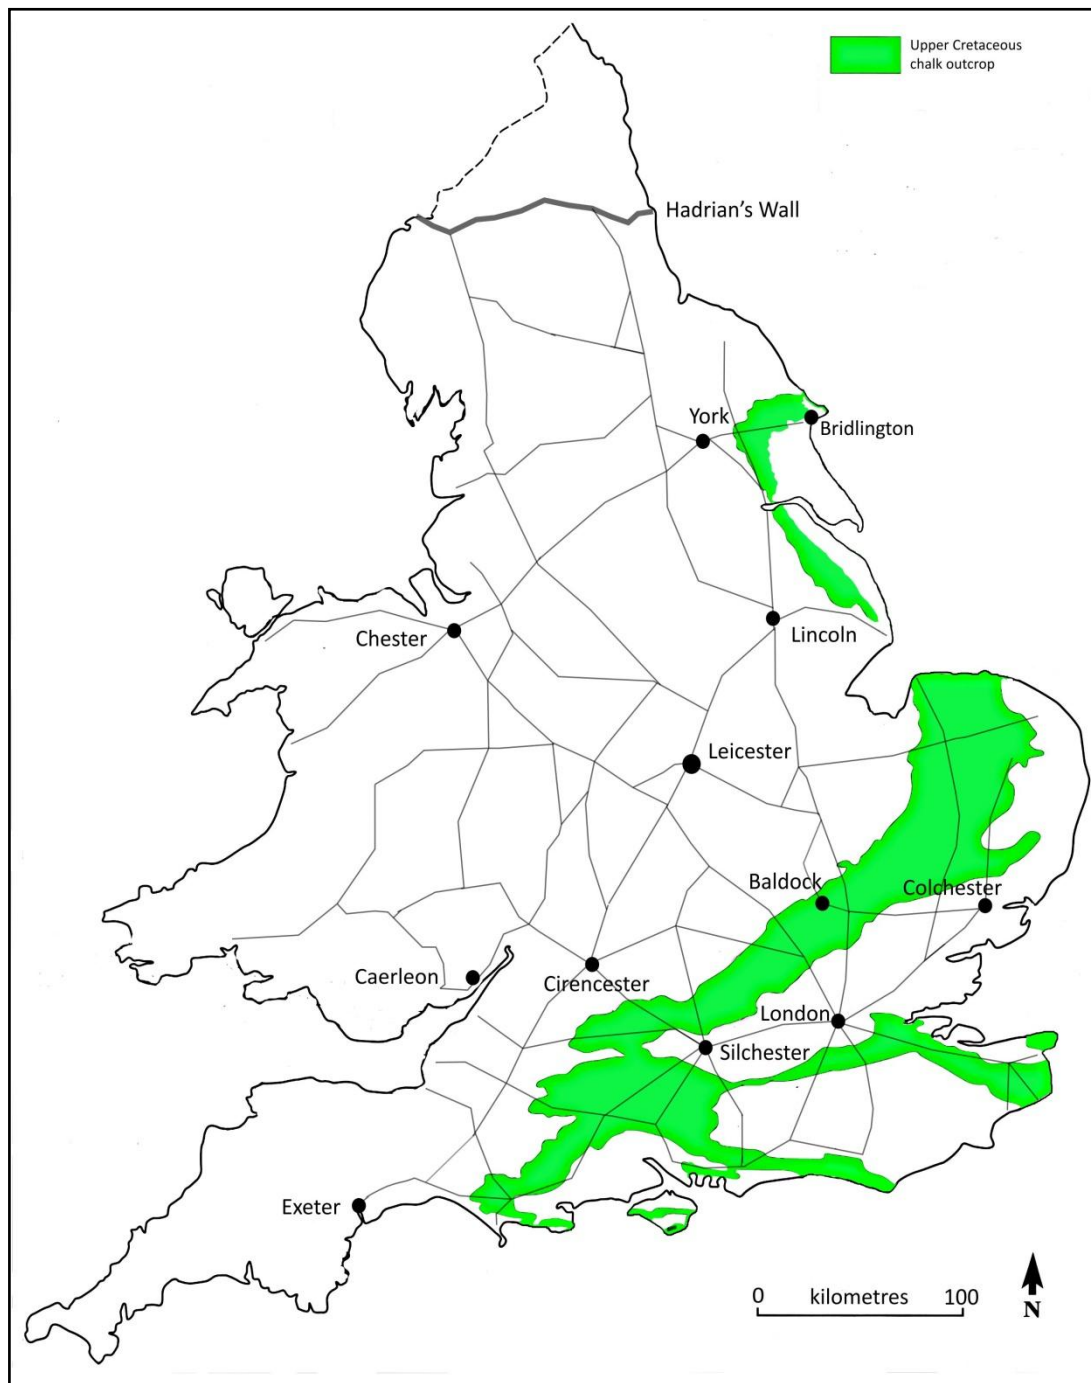 Upper Cretaceous
chalk outcrop
Hadrian's Wall
York
Bridlington
Chester
Lincoln
Leicester
Baldock
Colchester
Caerleon
Cirencester
London
Silchester
Exeter
0 kilometres 100
N